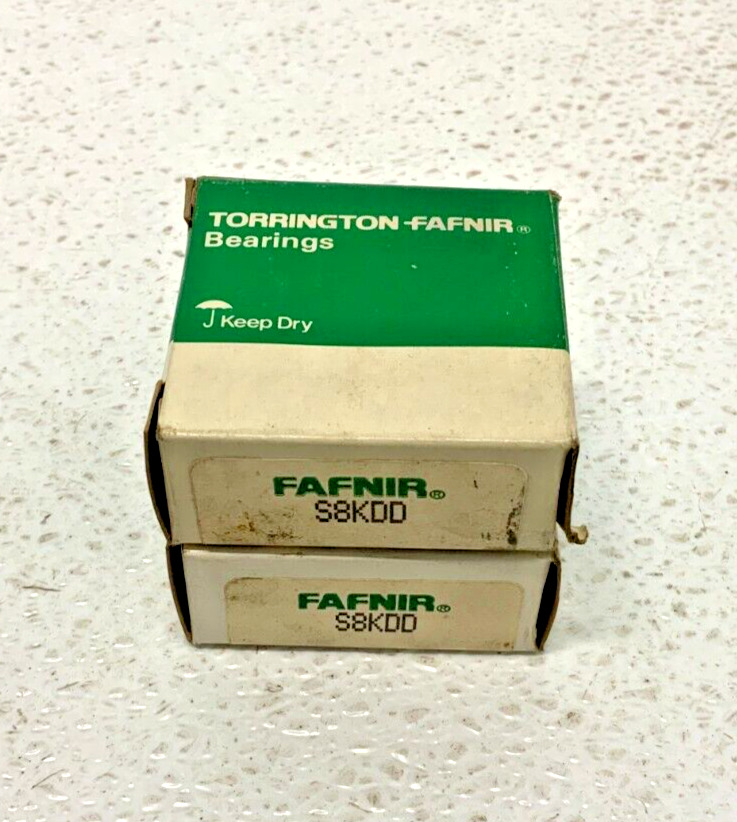 TORRINGTON-FAFNIR®
Bearings
Keep Dry
FAFNIR®
S8KDD
FAFNIR®
S8KDD